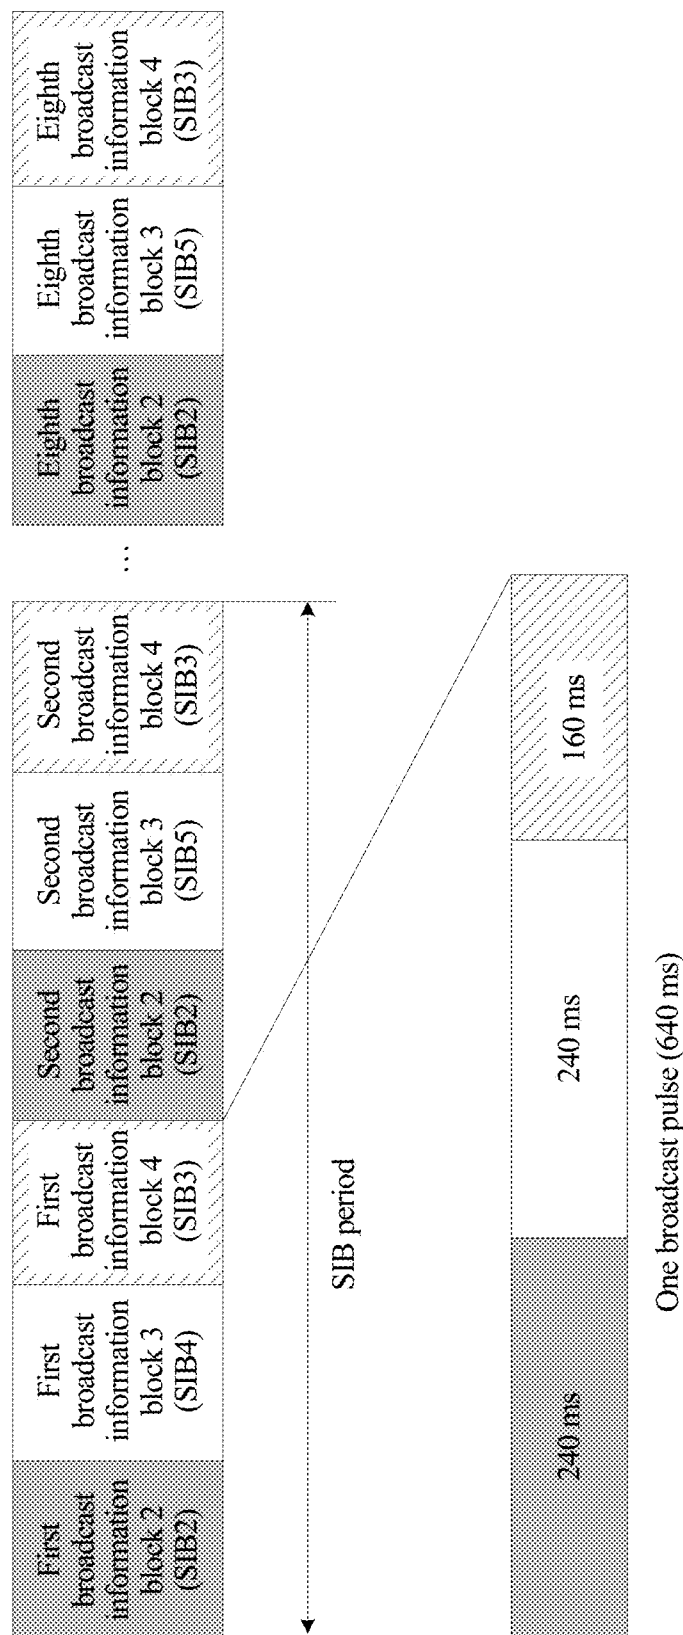 First
broadcast
information
block 2
(SIB2)
First
broadcast
information
block 3
(SIB4)
First
broadcast
information
block 4
(SIB3)
Second
broadcast
information
block 2
(SIB2)
Second
broadcast
information
block 3
(SIB5)
Second
broadcast
information
block 4
(SIB3)
...
Eighth
broadcast
information
block 2
(SIB2)
Eighth
broadcast
information
block 3
(SIB5)
Eighth
broadcast
information
block 4
(SIB3)
SIB period
240 ms
240 ms
160 ms
One broadcast pulse (640 ms)